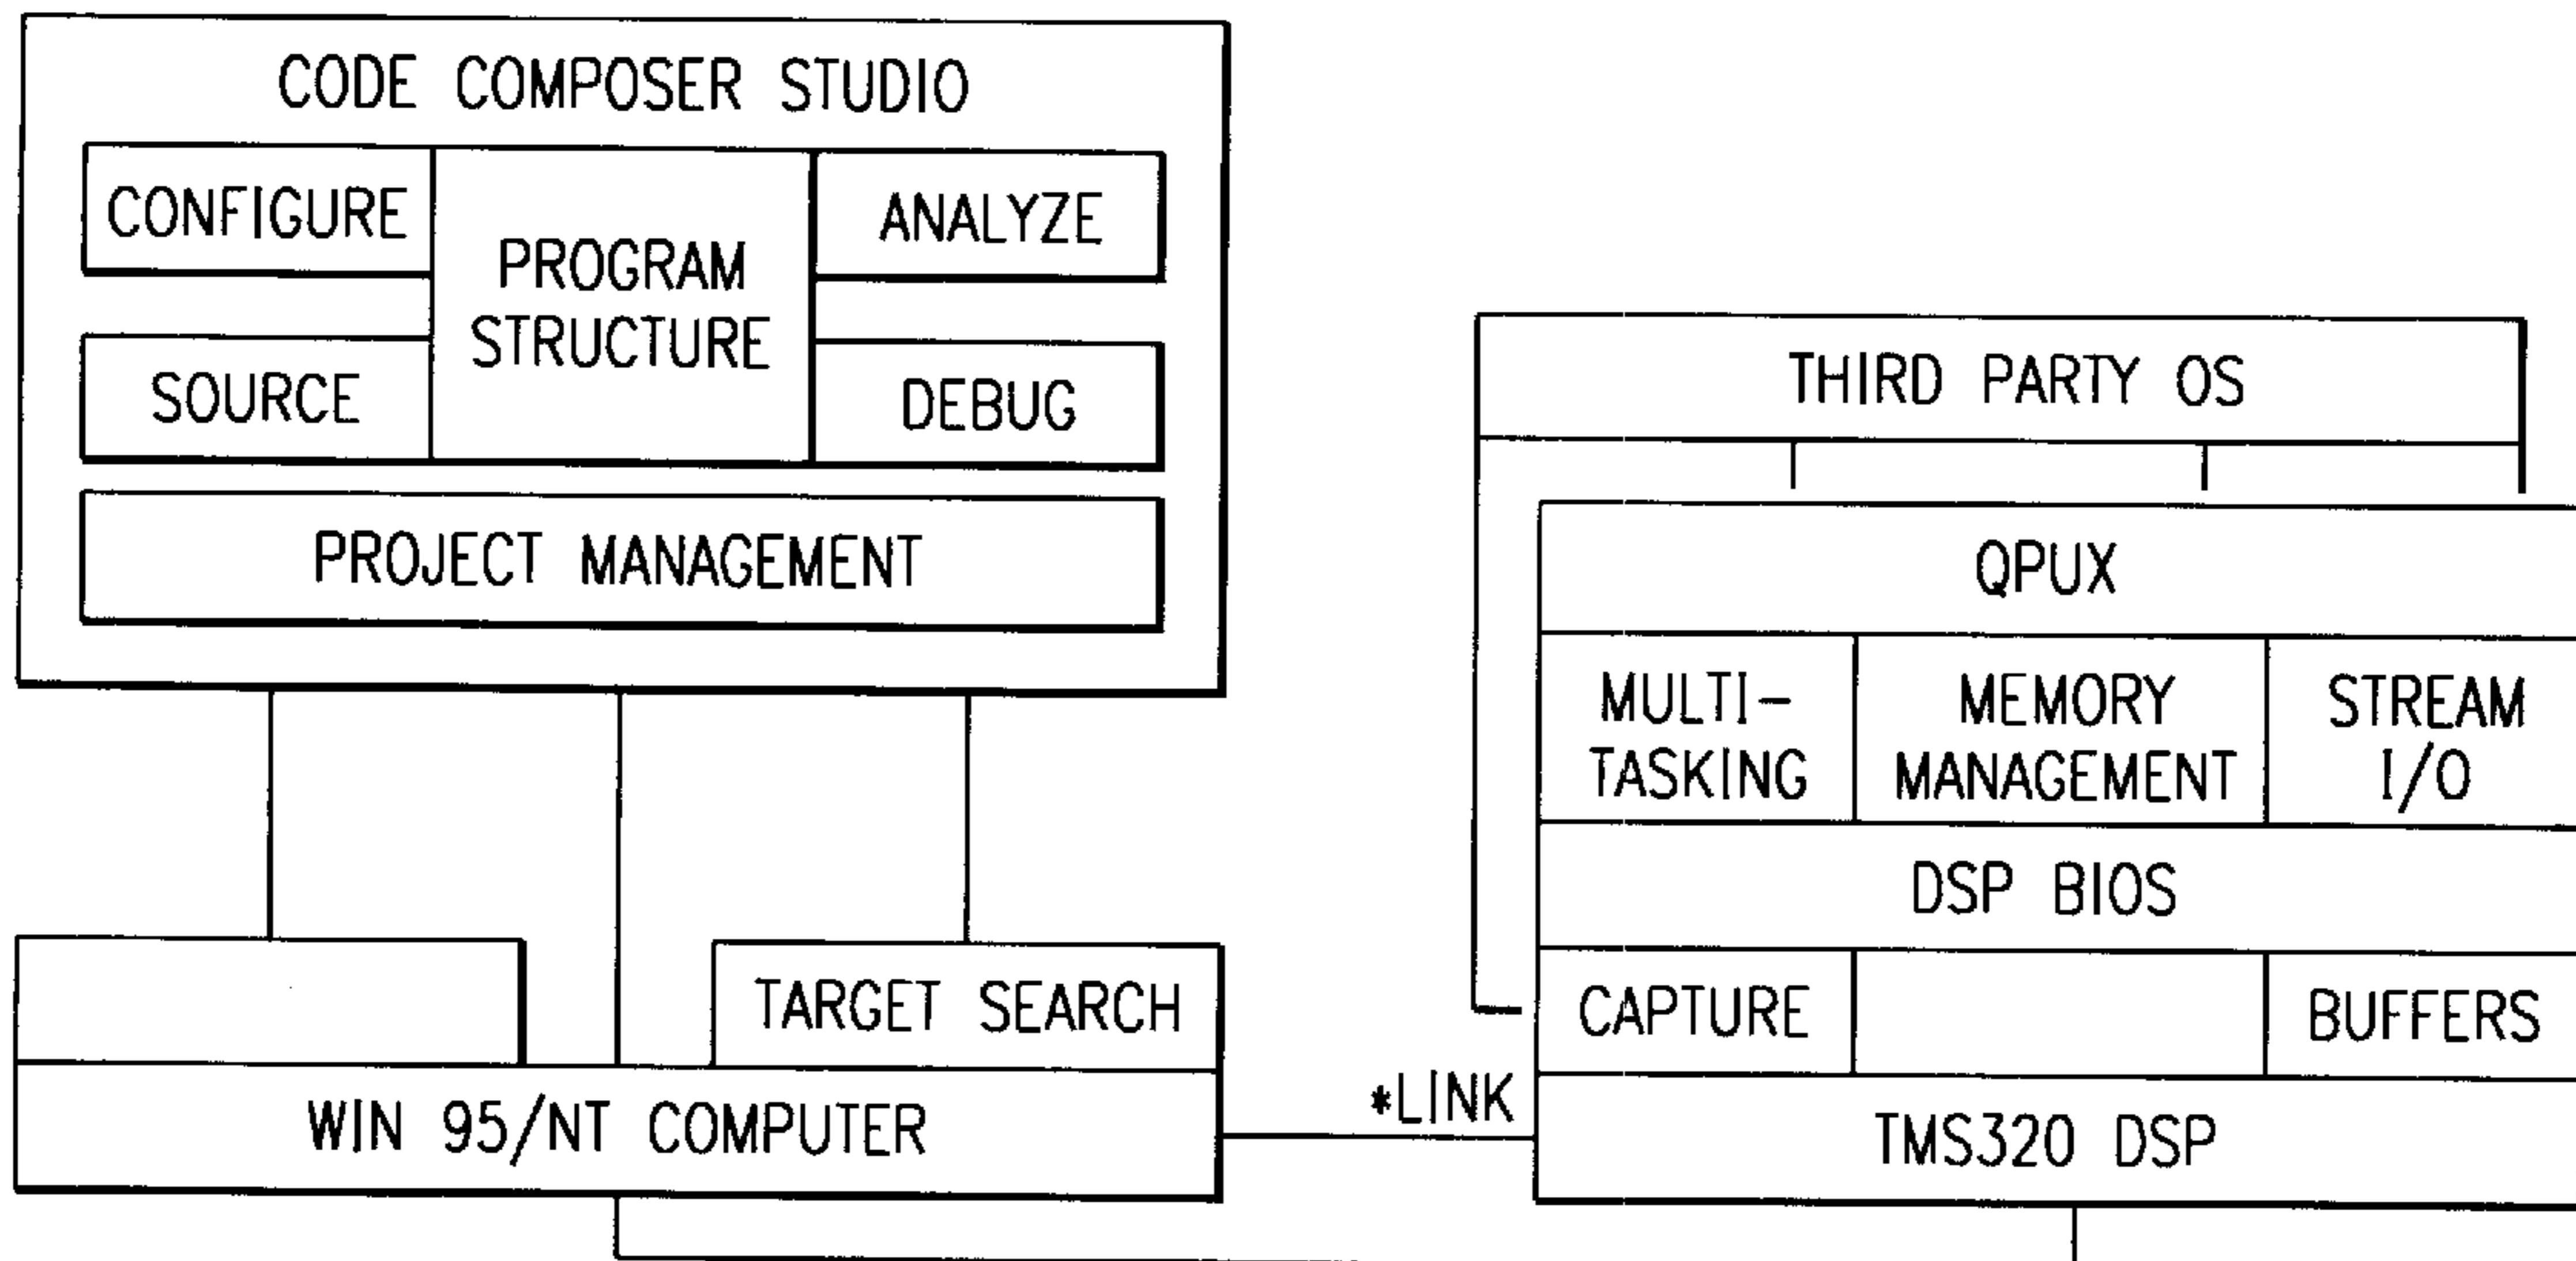 CODE COMPOSER STUDIO
CONFIGURE
PROGRAM
STRUCTURE
ANALYZE
SOURCE
DEBUG
PROJECT MANAGEMENT
TARGET SEARCH
WIN 95/NT COMPUTER
*LINK
THIRD PARTY OS
QPUX
MULTI-
TASKING
MEMORY
MANAGEMENT
STREAM
I/O
DSP BIOS
CAPTURE
BUFFERS
TMS320 DSP